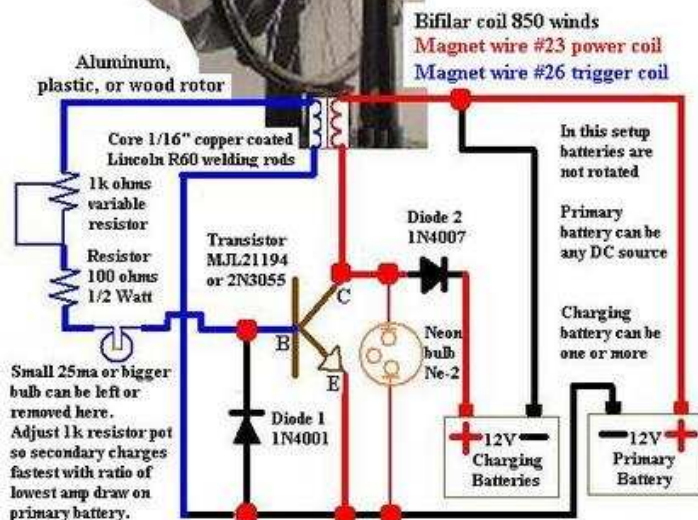 Bifilar coil 850 winds
Magnet wire #23 power coil
Magnet wire #26 trigger coil
Aluminum,
plastic, or wood rotor
Core 1/16" copper coated
Lincoln R60 welding rods
In this setup
batteries are
not rotated
1k ohms
variable
resistor
Primary
battery can be
any DC source
Diode 2
1N4007
Transistor
MJL21194
or 2N3055
Resistor
100 ohms
1/2 Watt
C
B
E
Neon
bulb
Ne-2
Charging
battery can be
one or more
Small 25ma or bigger
bulb can be left or
removed here.
Adjust 1k resistor pot
so secondary charges
fastest with ratio of
lowest amp draw on
primary battery.
Diode 1
1N4001
+ 12V −
Charging
Batteries
− 12V +
Primary
Battery